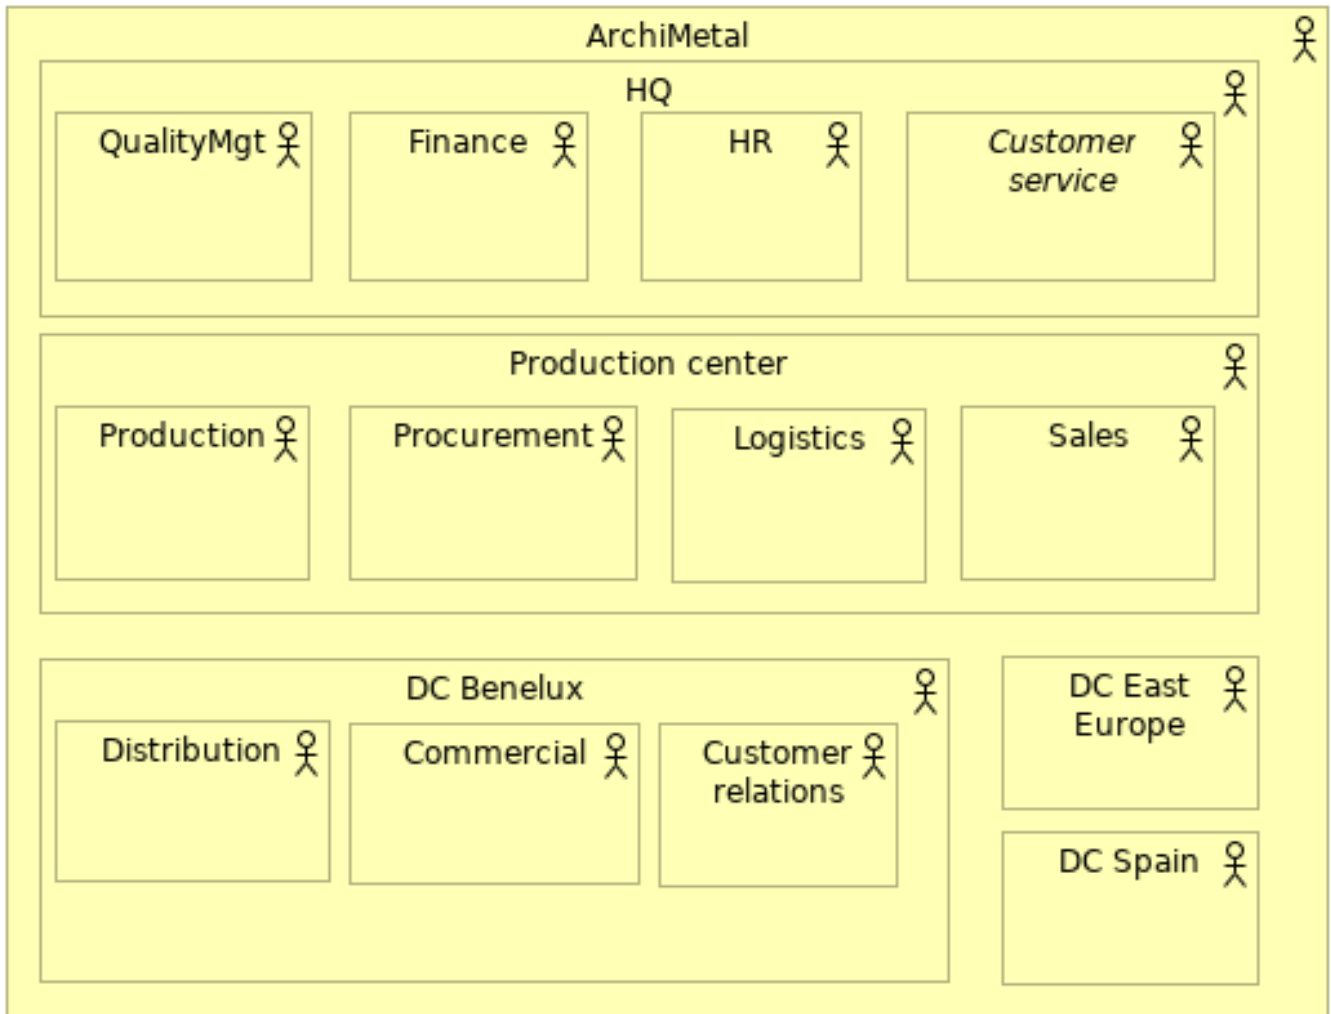 ArchiMetal
HQ
QualityMgt
Finance
HR
Customer
service
Production center
Production
Procurement
Logistics
Sales
DC Benelux
Distribution
Commercial
Customer
relations
DC East
Europe
DC Spain